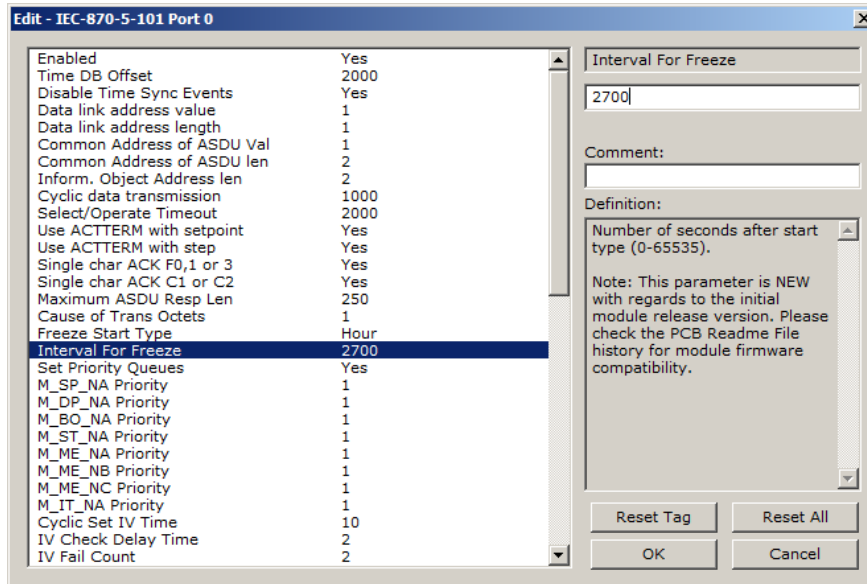 Edit - IEC-870-5-101 Port 0
Enabled Yes
Time DB Offset 2000
Disable Time Sync Events Yes
Data link address value 1
Data link address length 1
Common Address of ASDU Val 1
Common Address of ASDU len 2
Inform. Object Address len 2
Cyclic data transmission 1000
Select/Operate Timeout 2000
Use ACTTERM with setpoint Yes
Use ACTTERM with step Yes
Single char ACK F0,1 or 3 Yes
Single char ACK C1 or C2 Yes
Maximum ASDU Resp Len 250
Cause of Trans Octets 1
Freeze Start Type Hour
Interval For Freeze 2700
Set Priority Queues Yes
M_SP_NA Priority 1
M_DP_NA Priority 1
M_BO_NA Priority 1
M_ST_NA Priority 1
M_ME_NA Priority 1
M_ME_NB Priority 1
M_ME_NC Priority 1
M_IT_NA Priority 1
Cyclic Set IV Time 10
IV Check Delay Time 2
IV Fail Count 2
Interval For Freeze
2700
Comment:
Definition:
Number of seconds after start
type (0-65535).
Note: This parameter is NEW
with regards to the initial
module release version. Please
check the PCB Readme File
history for module firmware
compatibility.
Reset Tag Reset All
OK Cancel